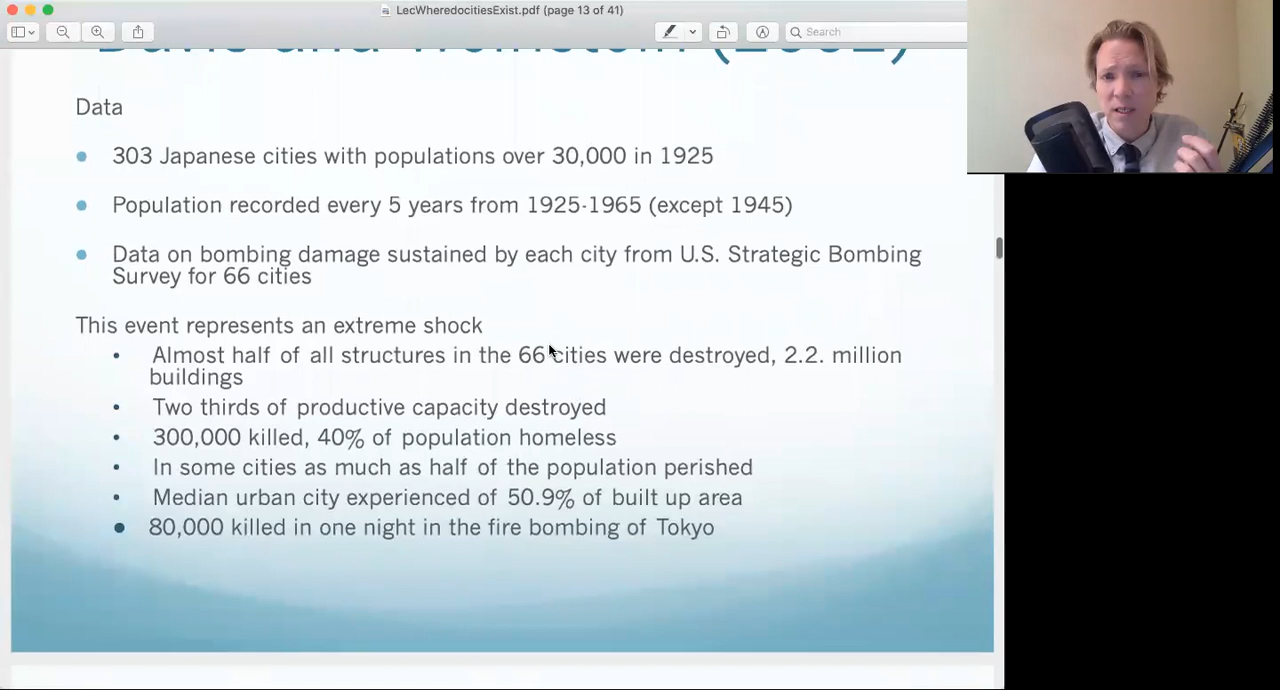 LecWheredocitiesExist.pdf (page 13 of 41)
Search
Davis and Weinstein (2002)
Data
303 Japanese cities with populations over 30,000 in 1925
Population recorded every 5 years from 1925-1965 (except 1945)
Data on bombing damage sustained by each city from U.S. Strategic Bombing
Survey for 66 cities
This event represents an extreme shock
Almost half of all structures in the 66 cities were destroyed, 2.2. million
buildings
Two thirds of productive capacity destroyed
300,000 killed, 40% of population homeless
In some cities as much as half of the population perished
Median urban city experienced of 50.9% of built up area
80,000 killed in one night in the fire bombing of Tokyo